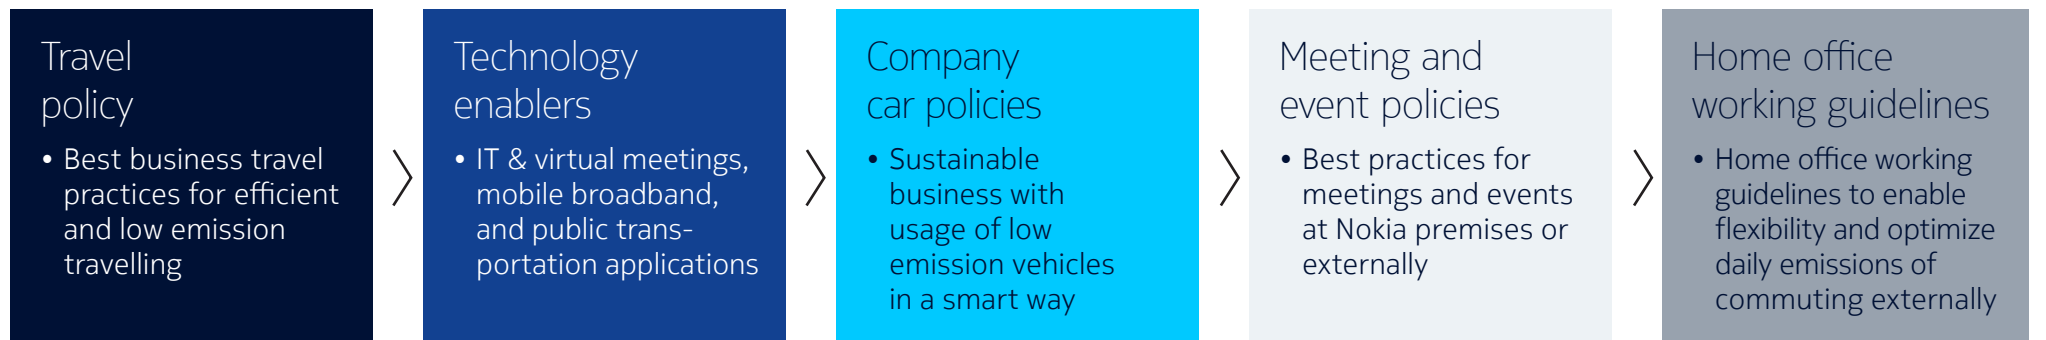 Travel
policy
• Best business travel
practices for efficient
and low emission
travelling
Technology
enablers
• IT & virtual meetings,
mobile broadband,
and public trans-
portation applications
Company
car policies
• Sustainable
business with
usage of low
emission vehicles
in a smart way
Meeting and
event policies
• Best practices for
meetings and events
at Nokia premises or
externally
Home office
working guidelines
• Home office working
guidelines to enable
flexibility and optimize
daily emissions of
commuting externally